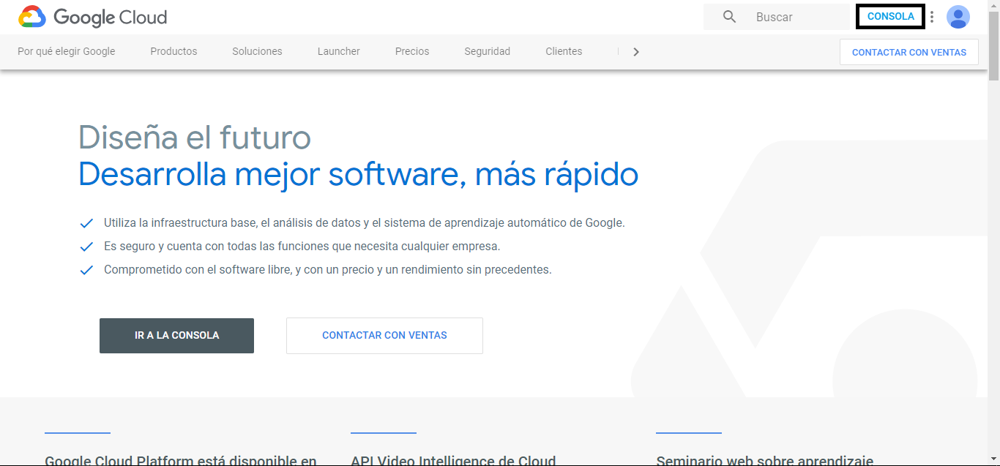 Google Cloud
Buscar
CONSOLA
Por qué elegir Google
Productos
Soluciones
Launcher
Precios
Seguridad
Clientes
CONTACTAR CON VENTAS
Diseña el futuro
Desarrolla mejor software, más rápido
Utiliza la infraestructura base, el análisis de datos y el sistema de aprendizaje automático de Google.
Es seguro y cuenta con todas las funciones que necesita cualquier empresa.
Comprometido con el software libre, y con un precio y un rendimiento sin precedentes.
IR A LA CONSOLA
CONTACTAR CON VENTAS
Google Cloud Platform está disponible en
API Video Intelligence de Cloud
Seminario web sobre aprendizaje